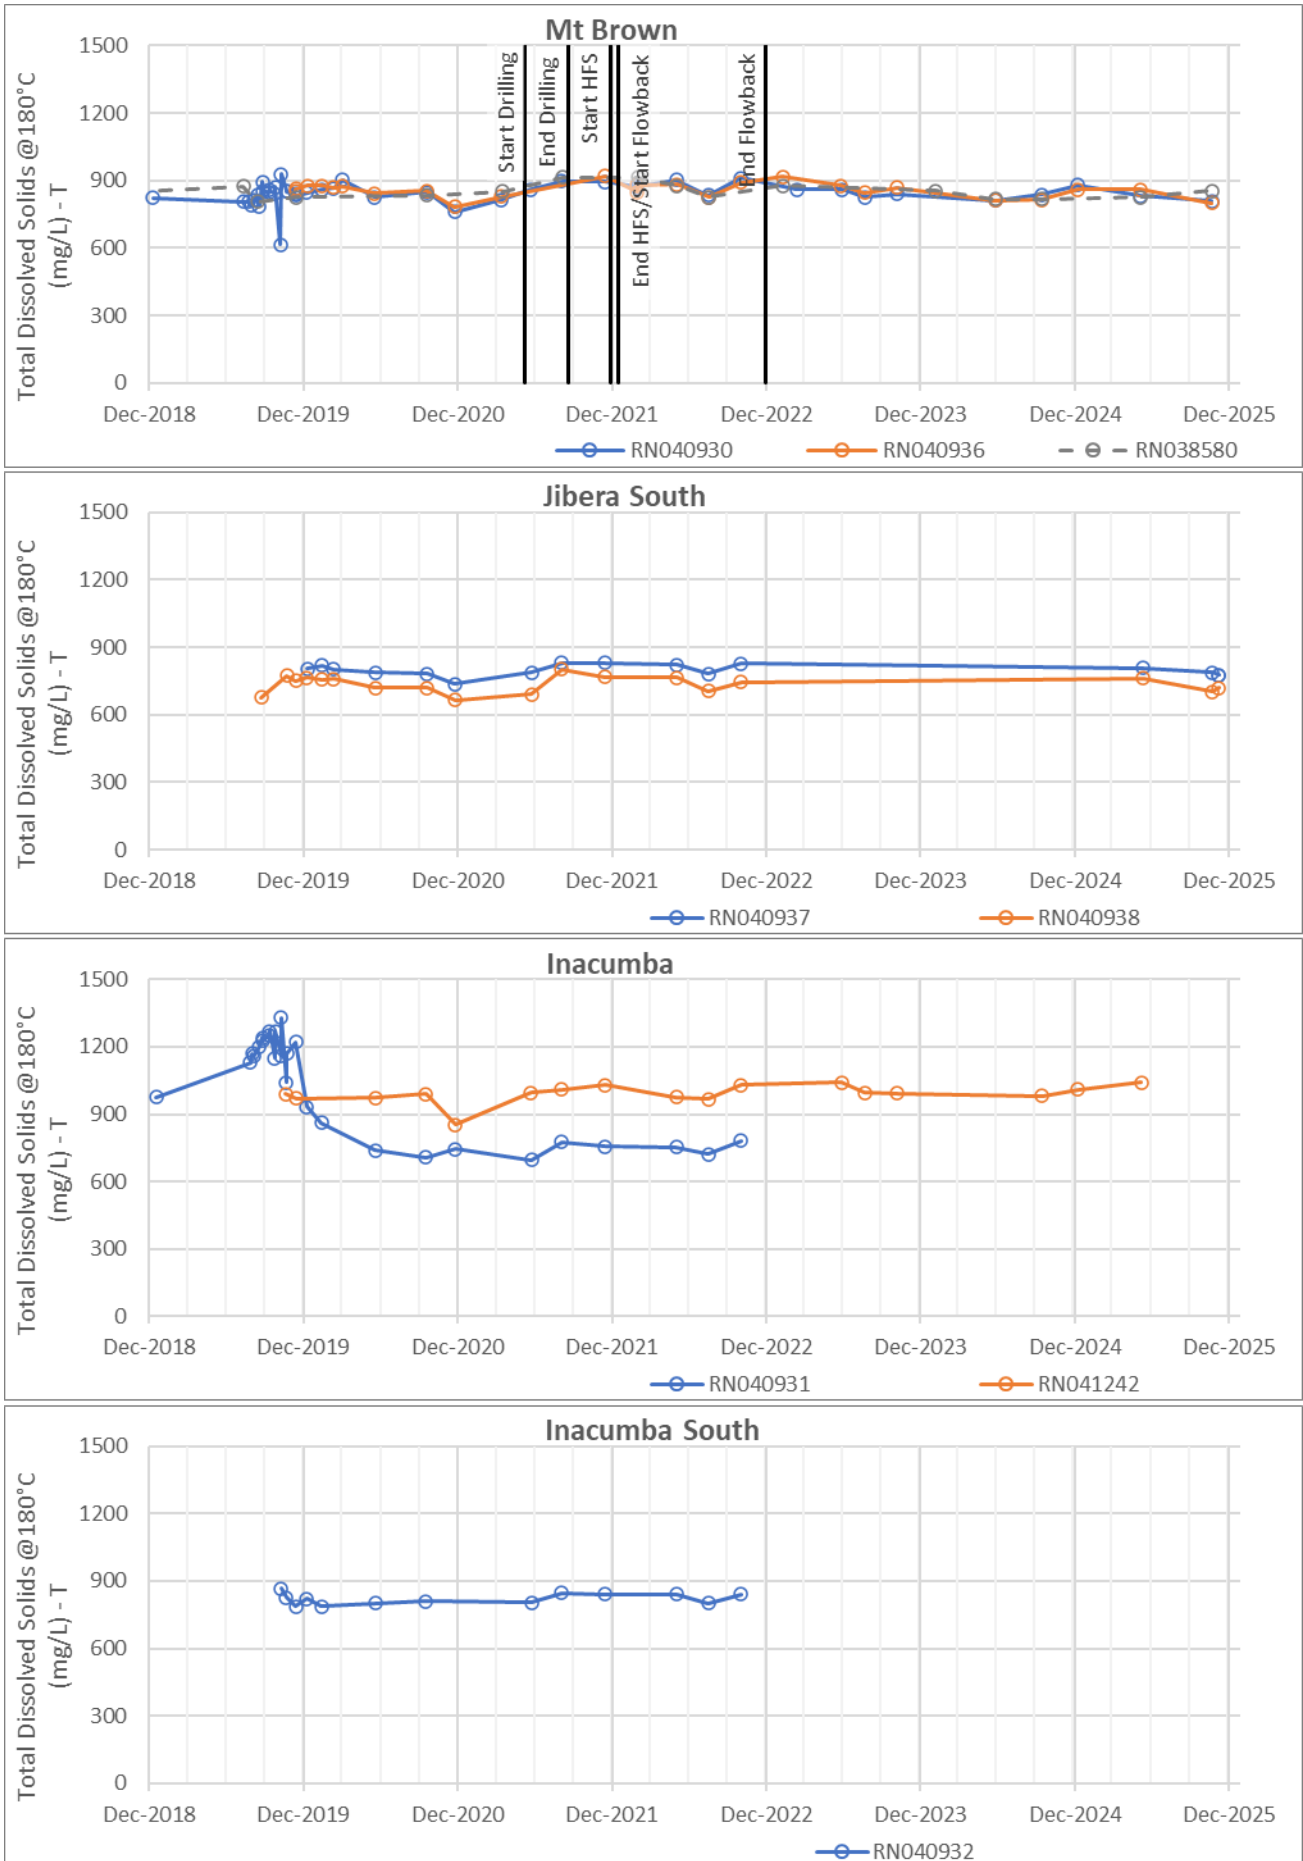 Mt Brown
Total Dissolved Solids @180°C
(mg/L) - T
1500
1200
900
600
300
0
Start Drilling
End Drilling
Start HFS
End HFS/Start Flowback
End Flowback
Dec-2018 Dec-2019 Dec-2020 Dec-2021 Dec-2022 Dec-2023 Dec-2024 Dec-2025
RN040930 RN040936 RN038580
Jibera South
Total Dissolved Solids @180°C
(mg/L) - T
1500
1200
900
600
300
0
Dec-2018 Dec-2019 Dec-2020 Dec-2021 Dec-2022 Dec-2023 Dec-2024 Dec-2025
RN040937 RN040938
Inacumba
Total Dissolved Solids @180°C
(mg/L) - T
1500
1200
900
600
300
0
Dec-2018 Dec-2019 Dec-2020 Dec-2021 Dec-2022 Dec-2023 Dec-2024 Dec-2025
RN040931 RN041242
Inacumba South
Total Dissolved Solids @180°C
(mg/L) - T
1500
1200
900
600
300
0
Dec-2018 Dec-2019 Dec-2020 Dec-2021 Dec-2022 Dec-2023 Dec-2024 Dec-2025
RN040932